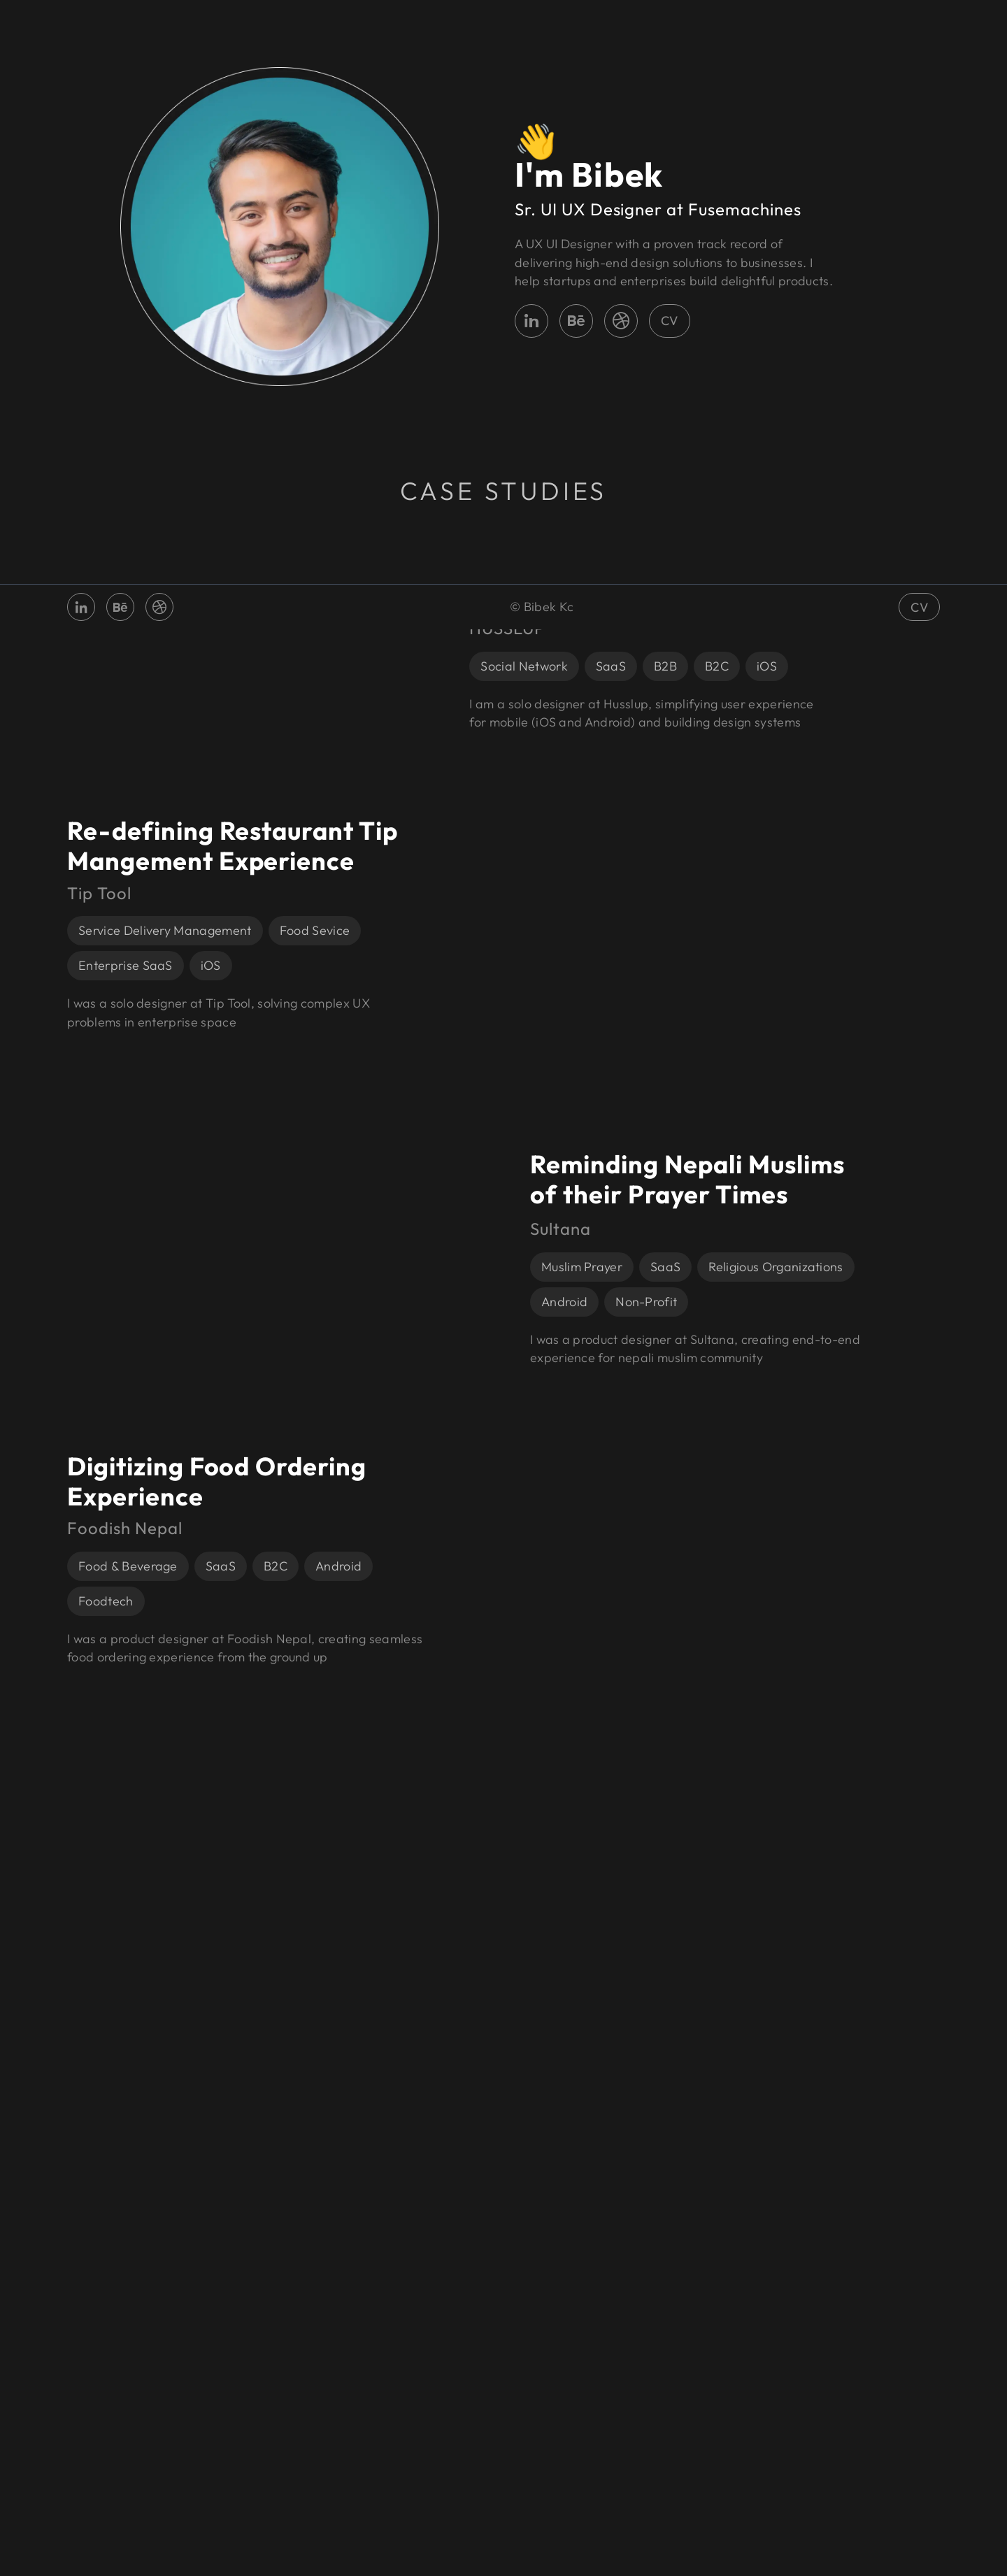 I'm Bibek
Sr. UI UX Designer at Fusemachines
A UX UI Designer with a proven track record of
delivering high-end design solutions to businesses. I
help startups and enterprises build delightful products.
in Bē CV
CASE STUDIES
in Bē © Bibek Kc CV
Social Network SaaS B2B B2C iOS
I am a solo designer at Husslup, simplifying user experience
for mobile (iOS and Android) and building design systems
Re-defining Restaurant Tip
Mangement Experience
Tip Tool
Service Delivery Management Food Sevice
Enterprise SaaS iOS
I was a solo designer at Tip Tool, solving complex UX
problems in enterprise space
Reminding Nepali Muslims
of their Prayer Times
Sultana
Muslim Prayer SaaS Religious Organizations
Android Non-Profit
I was a product designer at Sultana, creating end-to-end
experience for nepali muslim community
Digitizing Food Ordering
Experience
Foodish Nepal
Food & Beverage SaaS B2C Android
Foodtech
I was a product designer at Foodish Nepal, creating seamless
food ordering experience from the ground up